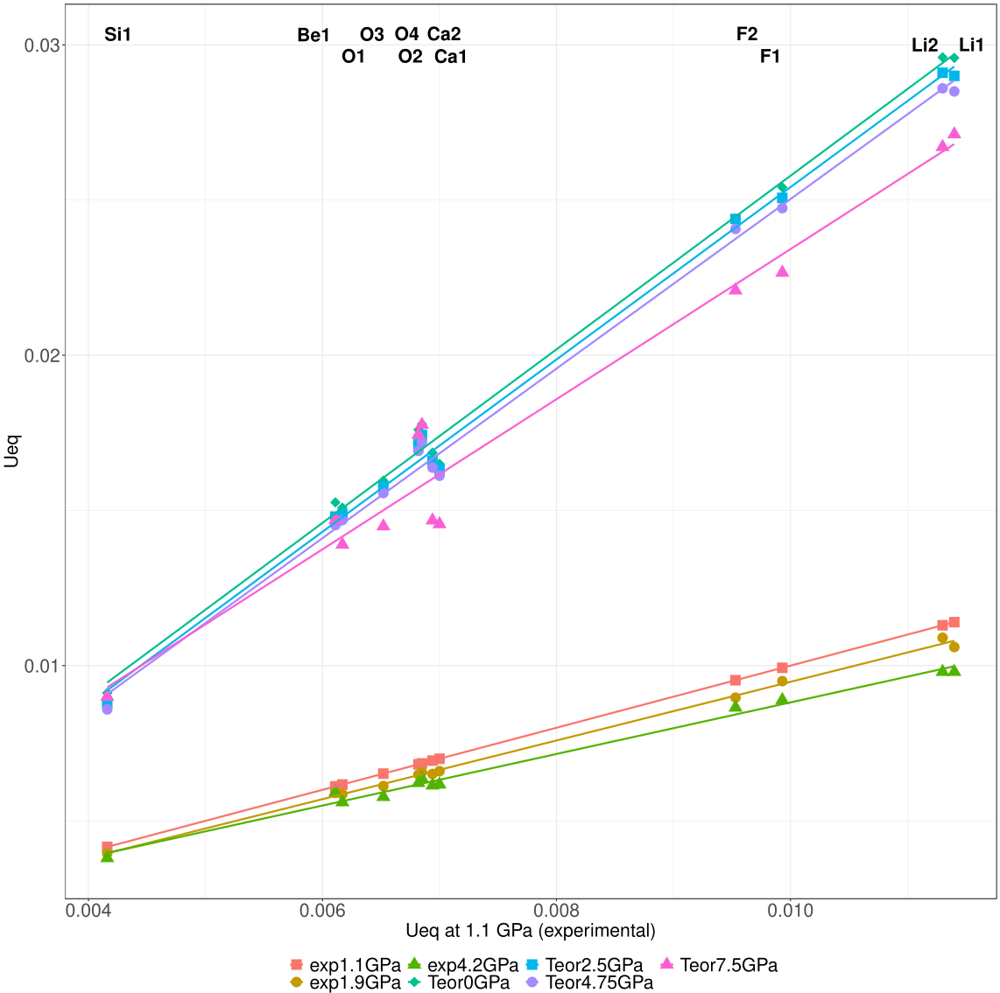 Si1 Be1 O3 O4 Ca2 F2
O1 O2 Ca1 F1 Li2 Li1
0.03
0.02
0.01
Ueq
0.004 0.006 0.008 0.010
Ueq at 1.1 GPa (experimental)
exp1.1GPa exp4.2GPa Teor2.5GPa Teor7.5GPa
exp1.9GPa Teor0GPa Teor4.75GPa